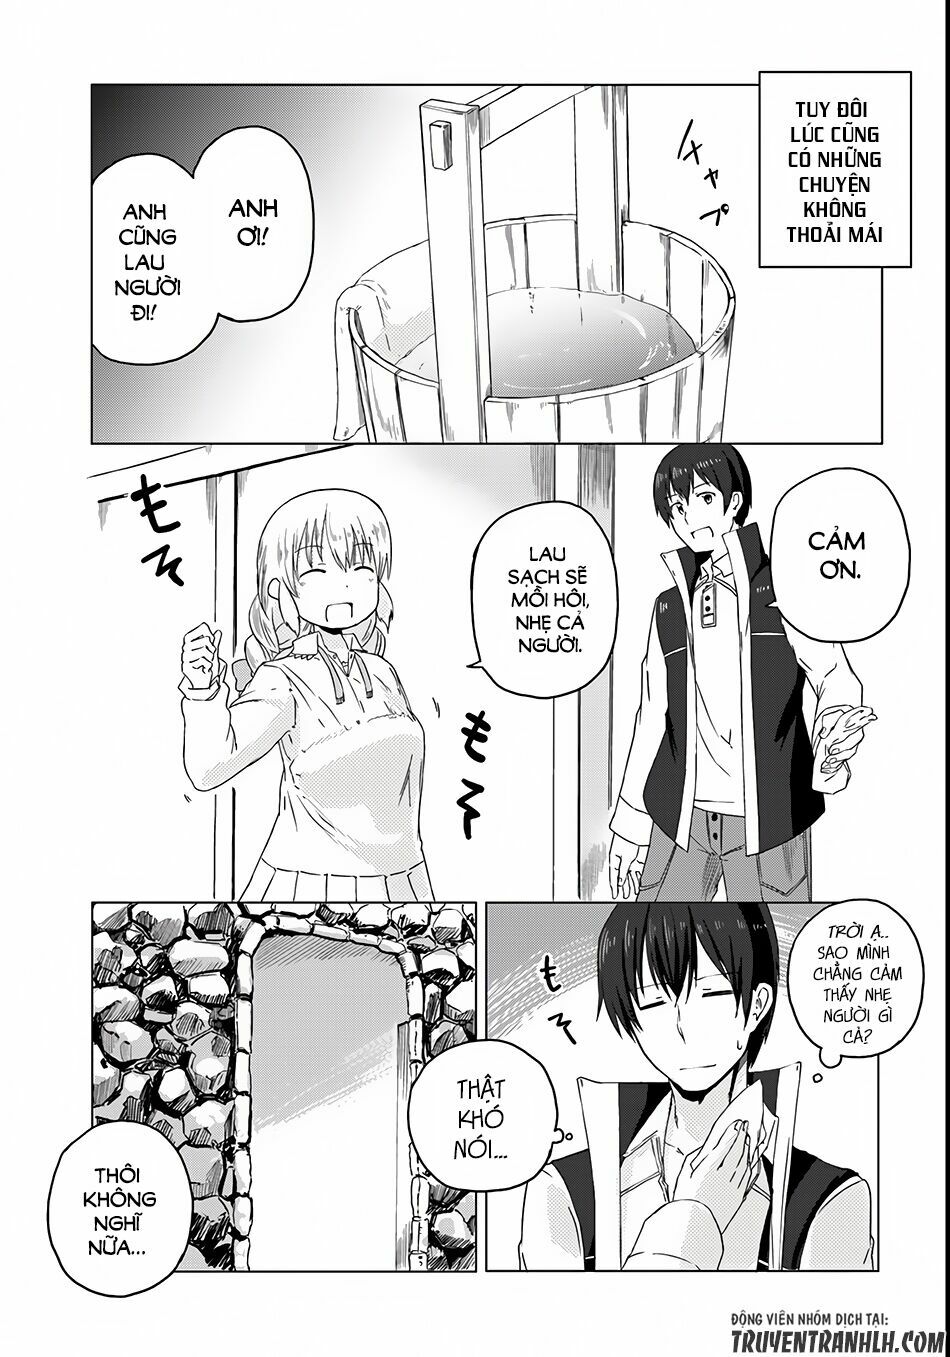 TUY ĐÔI
LÚC CŨNG
CÓ NHỮNG
CHUYỆN
KHÔNG
THOẢI MÁI
ANH
ƠI!
ANH
CŨNG
LAU
NGƯỜI
ĐI!
CẢM
ƠN.
LAU
SẠCH SẼ
MỒI HÔI,
NHẸ CẢ
NGƯỜI.
TRỜI Ạ..
SAO MÌNH
CHẲNG CẢM
THẤY NHẸ
NGƯỜI GÌ
CẢ?
THẬT
KHÓ
NÓI...
THÔI
KHÔNG
NGHĨ
NỮA...
ĐỘNG VIÊN NHÓM DỊCH TẠI:
TRUYENTRANHLH.COM